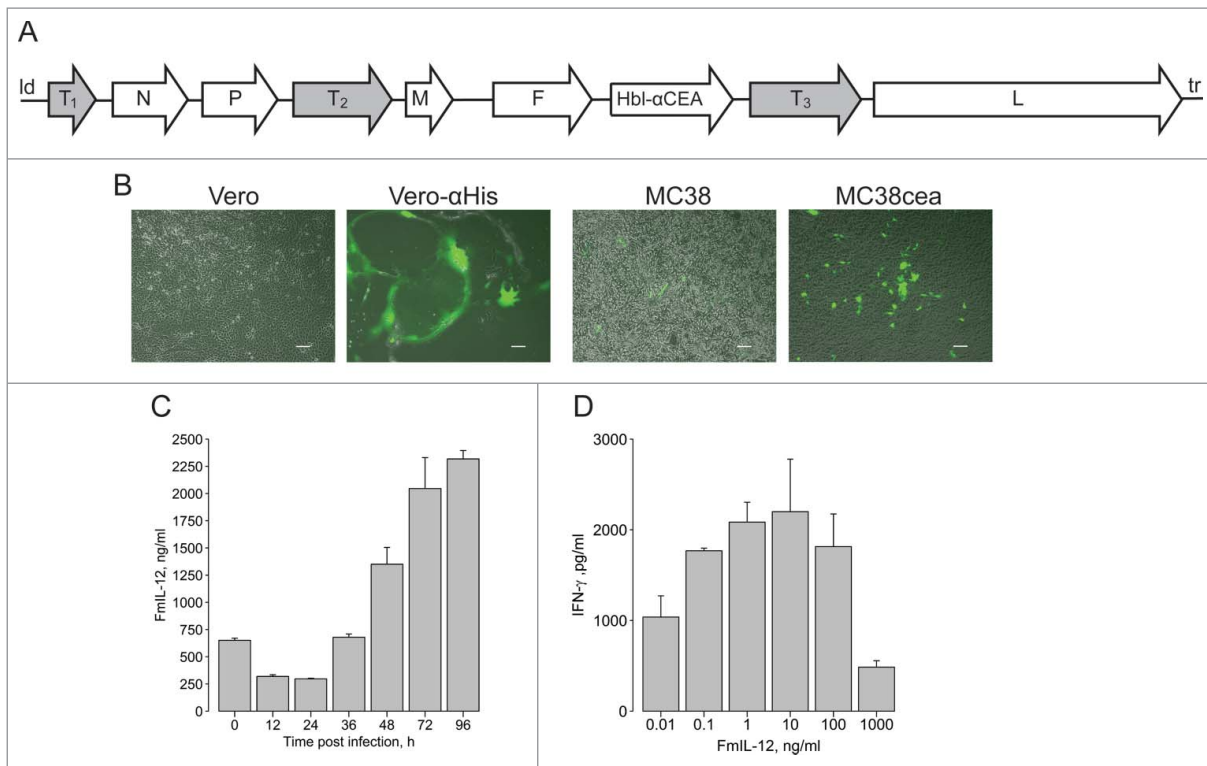 A
ld T₁ N P T₂ M F Hbl-αCEA T₃ L tr
B
Vero Vero-αHis MC38 MC38cea
C
FmIL-12, ng/ml
2500
2250
2000
1750
1500
1250
1000
750
500
250
0
0 12 24 36 48 72 96
Time post infection, h
D
IFN-γ ,pg/ml
3000
2000
1000
0
0.01 0.1 1 10 100 1000
FmIL-12, ng/ml